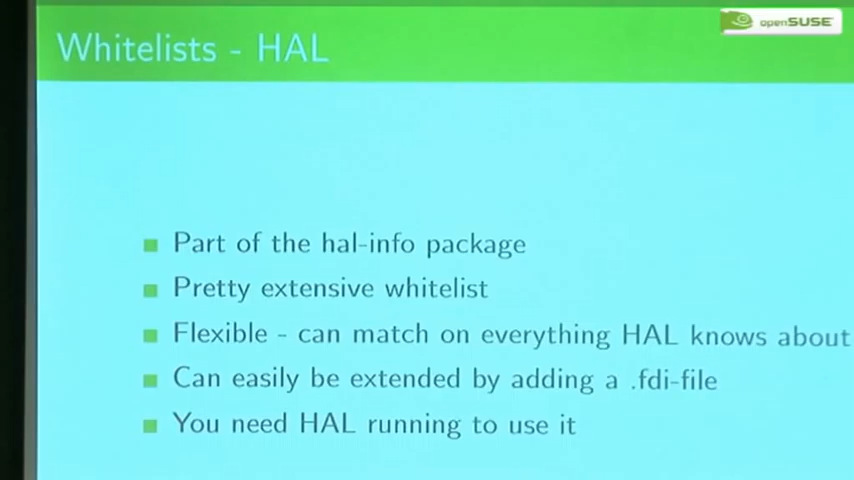 Whitelists - HAL
openSUSE
Part of the hal-info package
Pretty extensive whitelist
Flexible - can match on everything HAL knows about
Can easily be extended by adding a .fdi-file
You need HAL running to use it